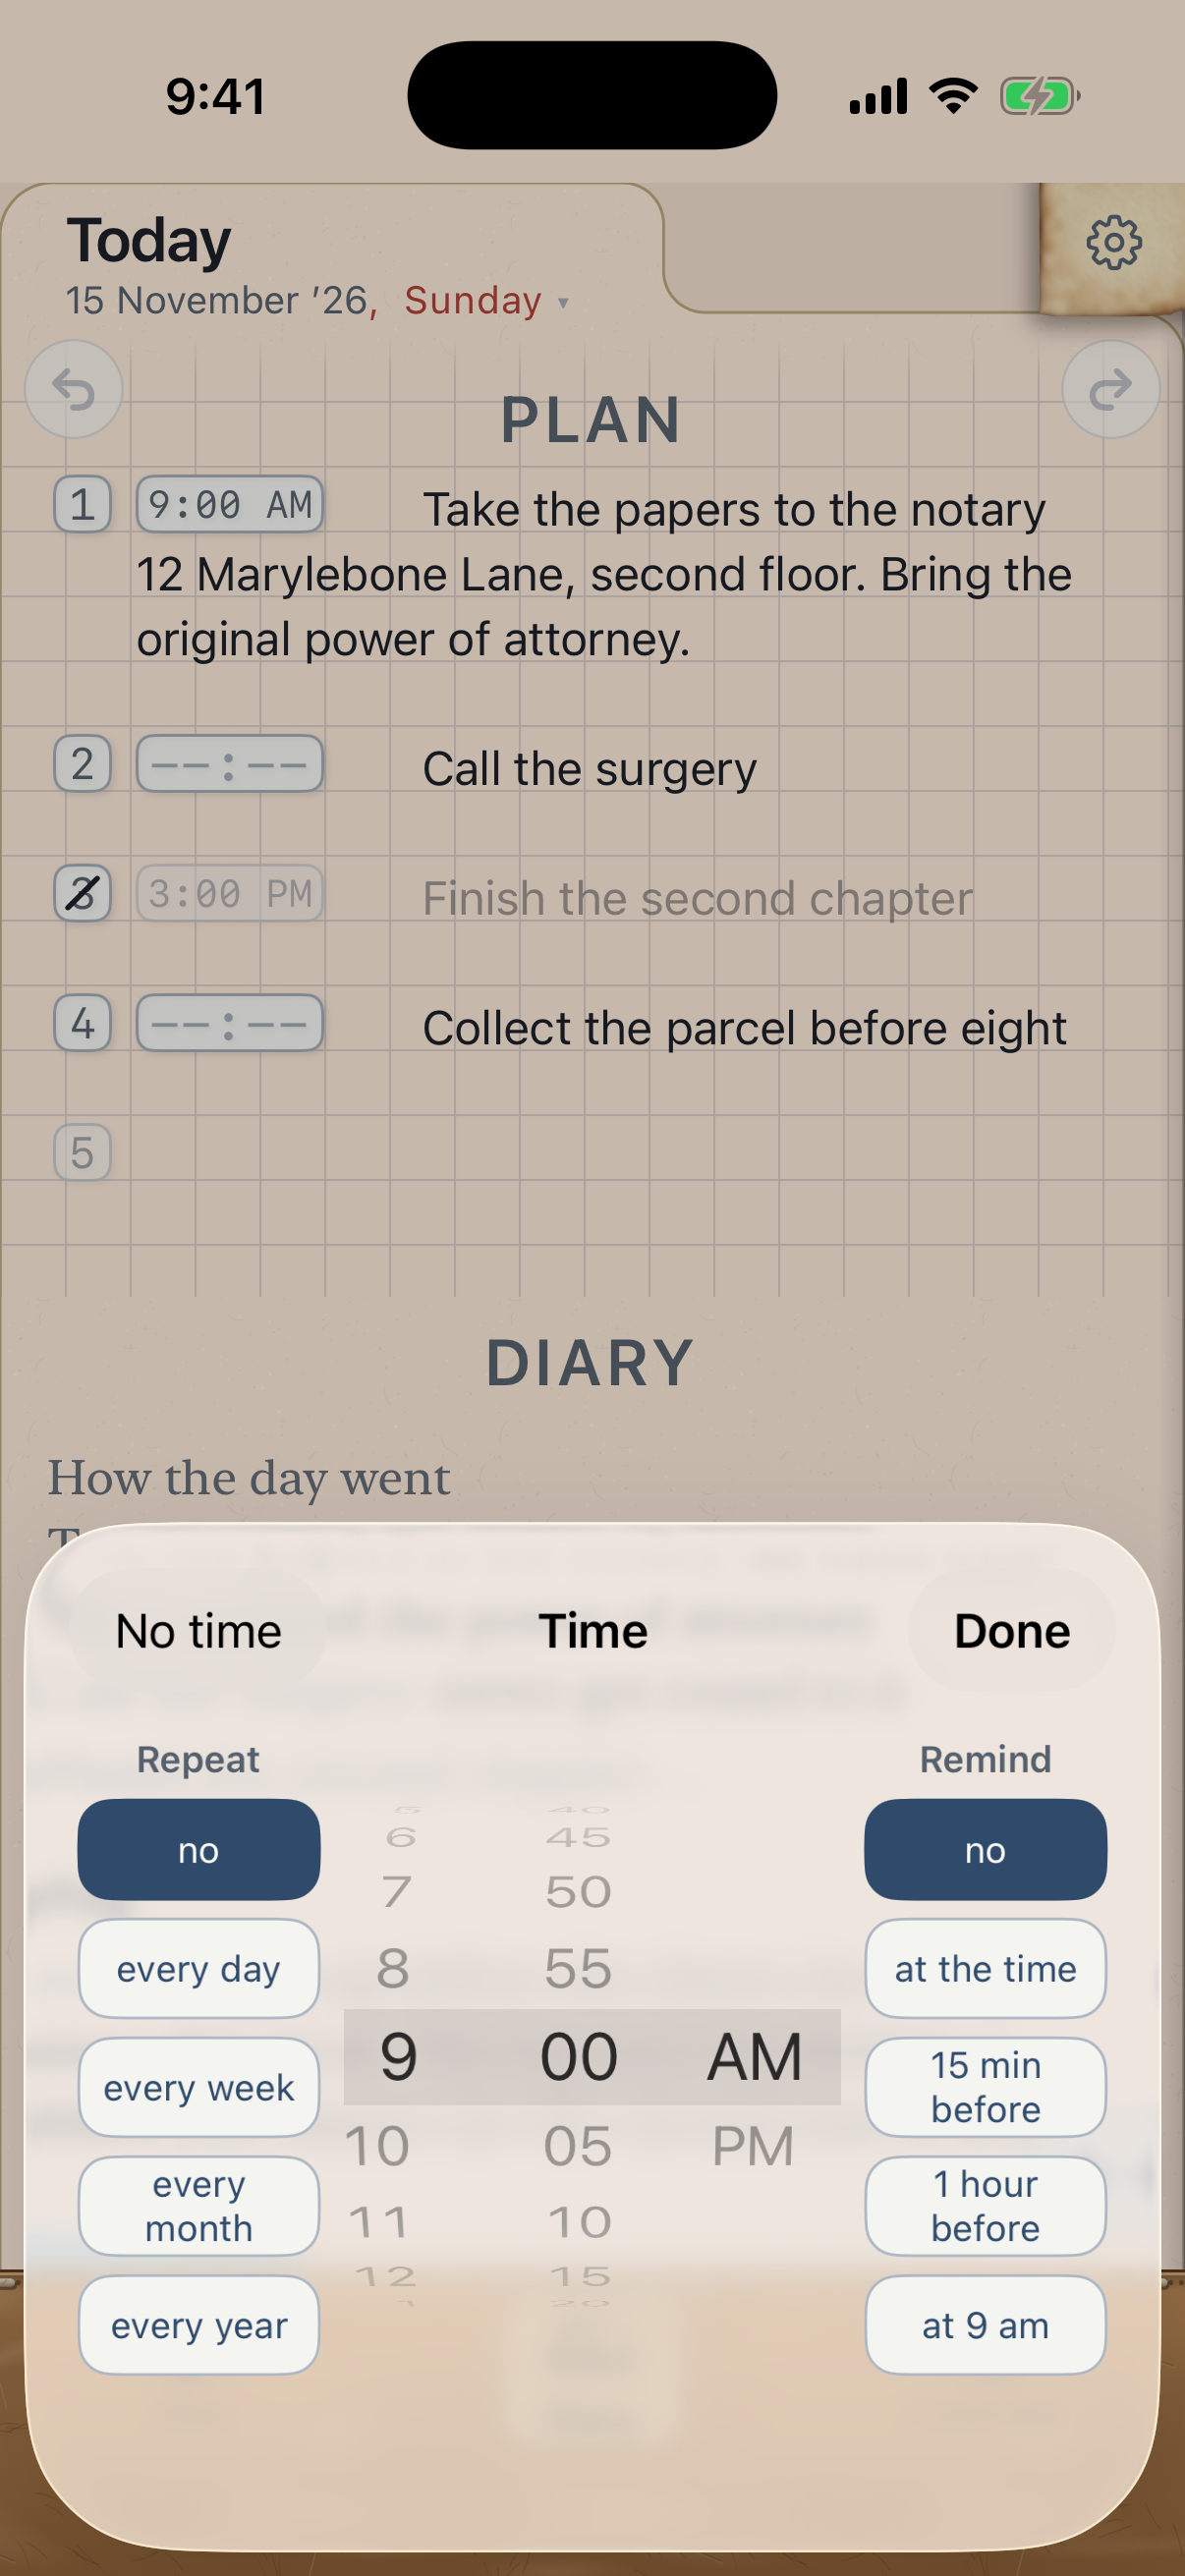 9:41
Today
15 November ’26, Sunday ▾
PLAN
1 9:00 AM Take the papers to the notary
12 Marylebone Lane, second floor. Bring the
original power of attorney.
2 --:-- Call the surgery
3 3:00 PM Finish the second chapter
4 --:-- Collect the parcel before eight
5
DIARY
How the day went
No time Time Done
Repeat Remind
no
every day
every week
every
month
every year
5 40
6 45
7 50
8 55
9 00 AM
10 05 PM
11 10
12 15
1 20
no
at the time
15 min
before
1 hour
before
at 9 am